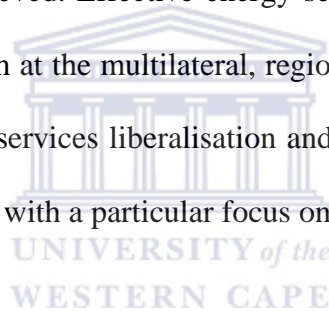 Effective energy se
n at the multilateral, regio
services liberalisation and
with a particular focus on
UNIVERSITY of the
WESTERN CAPE